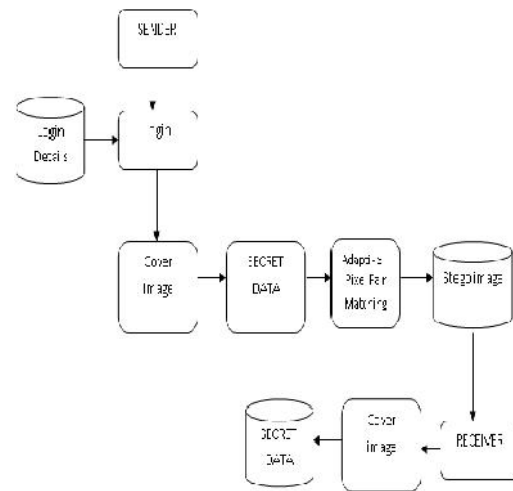 SENDER
Login
Details
Login
Cover
Image
SECRET
DATA
Adaptive
Pixel Pair
Matching
Stego image
RECEIVER
Cover
image
SECRET
DATA